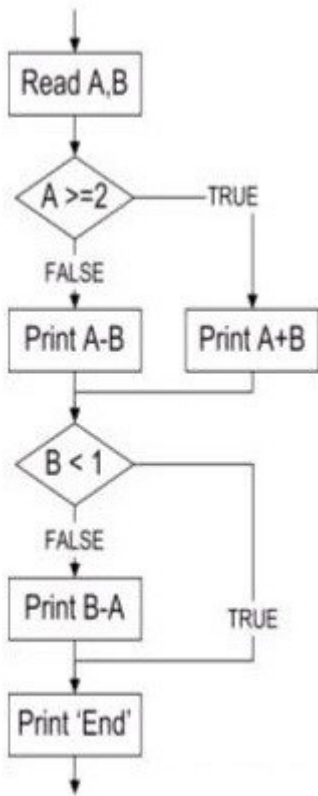 Read A,B
A >=2
TRUE
FALSE
Print A-B
Print A+B
B < 1
FALSE
Print B-A
TRUE
Print ‘End’